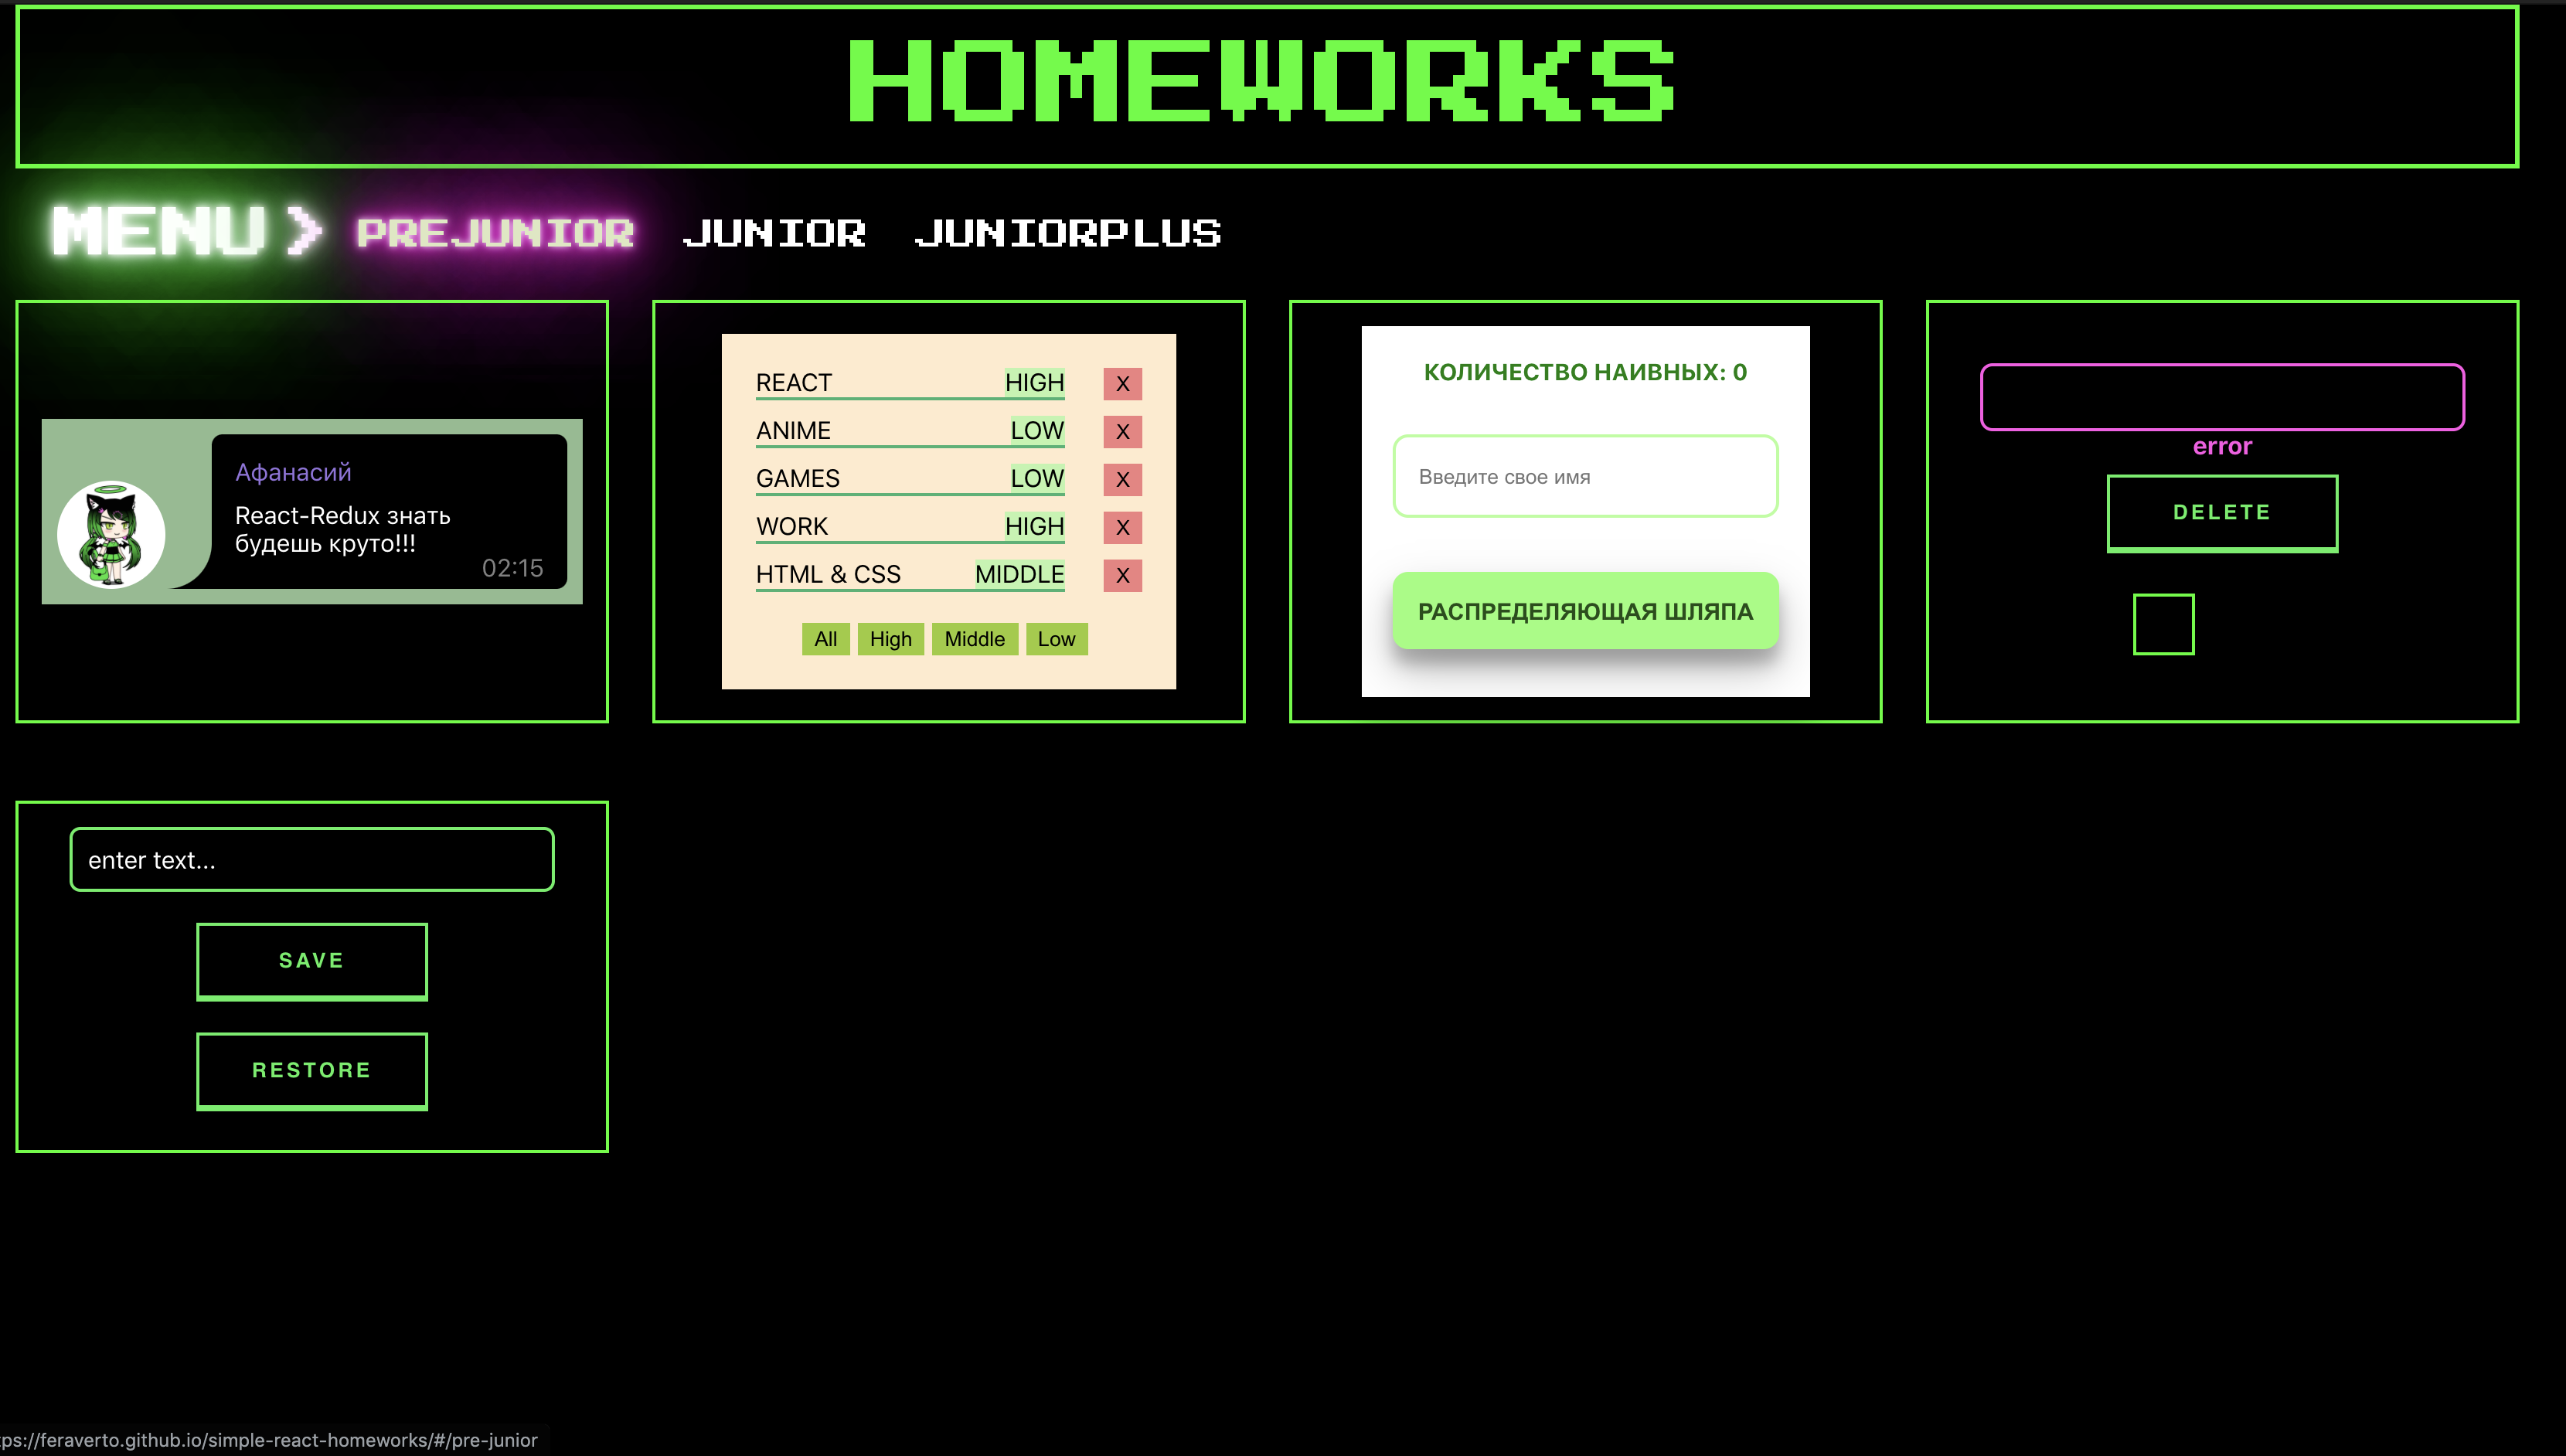 HOMEWORKS
MENU > PREJUNIOR JUNIOR JUNIORPLUS
Афанасий
React-Redux знать
будешь круто!!!
02:15
REACT HIGH X
ANIME LOW X
GAMES LOW X
WORK HIGH X
HTML & CSS MIDDLE X
All High Middle Low
КОЛИЧЕСТВО НАИВНЫХ: 0
Введите свое имя
РАСПРЕДЕЛЯЮЩАЯ ШЛЯПА
error
DELETE
enter text...
SAVE
RESTORE
ps://feraverto.github.io/simple-react-homeworks/#/pre-junior